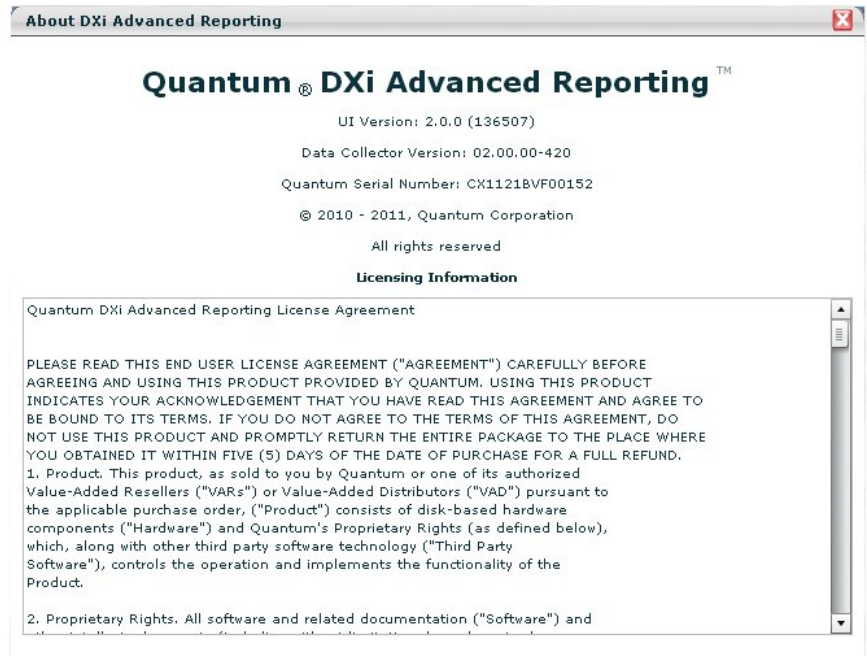 About DXi Advanced Reporting
Quantum ® DXi Advanced Reporting ™
UI Version: 2.0.0 (136507)
Data Collector Version: 02.00.00-420
Quantum Serial Number: CX1121BVF00152
© 2010 - 2011, Quantum Corporation
All rights reserved
Licensing Information
Quantum DXi Advanced Reporting License Agreement
PLEASE READ THIS END USER LICENSE AGREEMENT ("AGREEMENT") CAREFULLY BEFORE
AGREEING AND USING THIS PRODUCT PROVIDED BY QUANTUM. USING THIS PRODUCT
INDICATES YOUR ACKNOWLEDGEMENT THAT YOU HAVE READ THIS AGREEMENT AND AGREE TO
BE BOUND TO ITS TERMS. IF YOU DO NOT AGREE TO THE TERMS OF THIS AGREEMENT, DO
NOT USE THIS PRODUCT AND PROMPTLY RETURN THE ENTIRE PACKAGE TO THE PLACE WHERE
YOU OBTAINED IT WITHIN FIVE (5) DAYS OF THE DATE OF PURCHASE FOR A FULL REFUND.
1. Product. This product, as sold to you by Quantum or one of its authorized
Value-Added Resellers ("VARs") or Value-Added Distributors ("VAD") pursuant to
the applicable purchase order, ("Product") consists of disk-based hardware
components ("Hardware") and Quantum's Proprietary Rights (as defined below),
which, along with other third party software technology ("Third Party
Software"), controls the operation and implements the functionality of the
Product.
2. Proprietary Rights. All software and related documentation ("Software") and